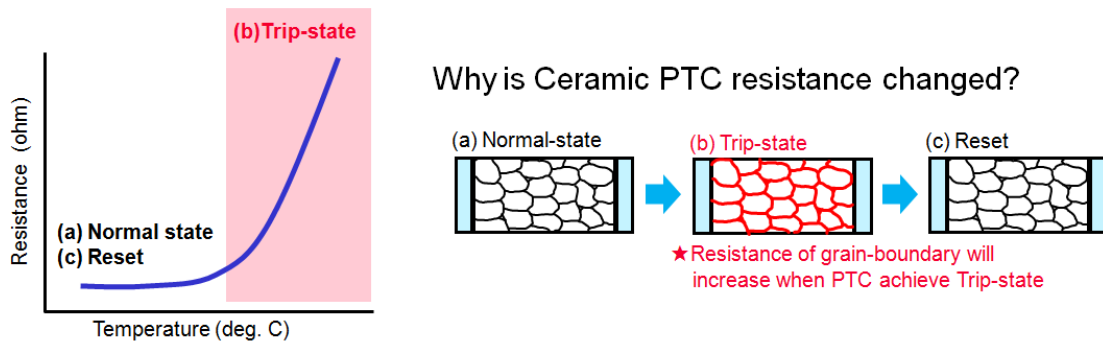 (b)Trip-state
Resistance (ohm)
(a) Normal state
(c) Reset
Temperature (deg. C)
Why is Ceramic PTC resistance changed?
(a) Normal-state
(b) Trip-state
(c) Reset
★Resistance of grain-boundary will
increase when PTC achieve Trip-state